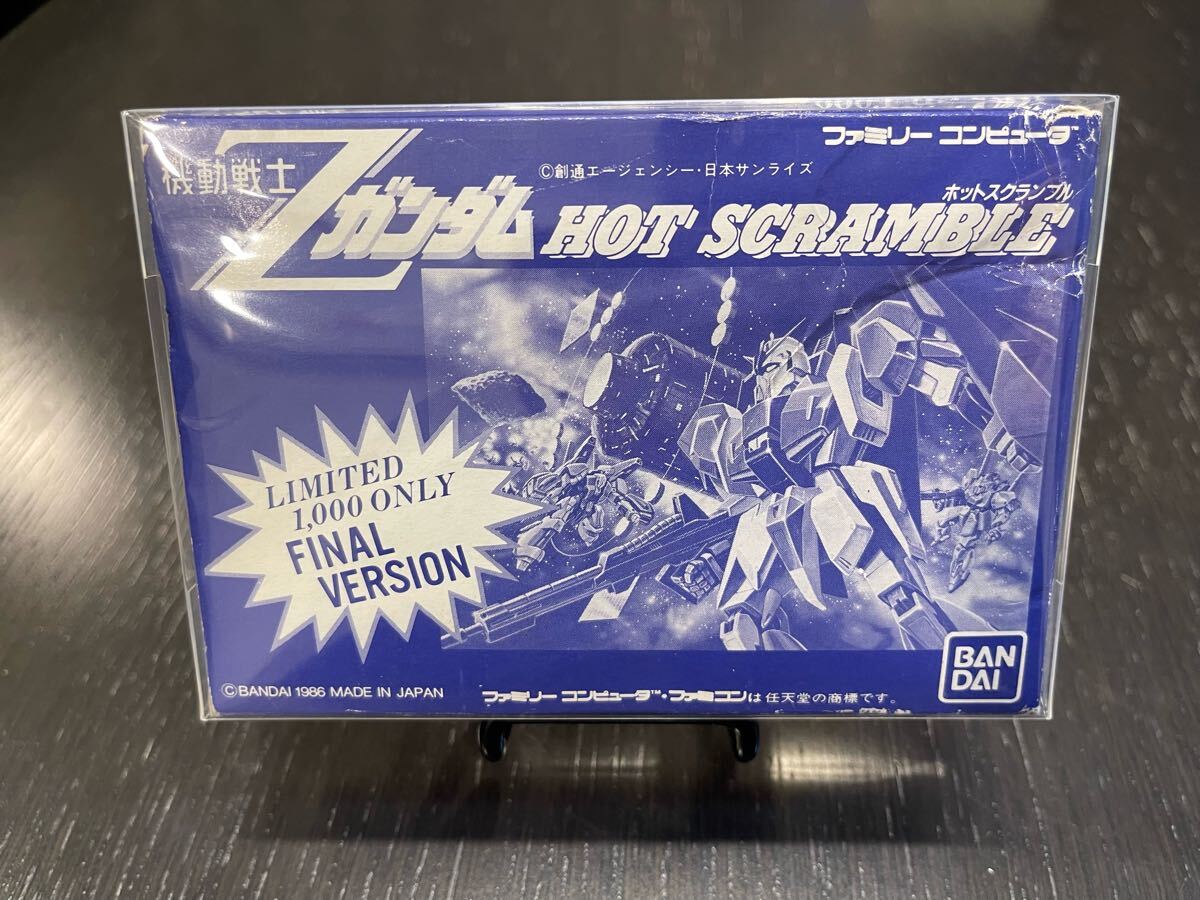 ファミリー コンピュータ™
©創通エージェンシー・日本サンライズ
機動戦士
Zガンダム HOT SCRAMBLE
ホットスクランブル
LIMITED
1,000 ONLY
FINAL
VERSION
©BANDAI 1986 MADE IN JAPAN
ファミリー コンピュータ™・ファミコンは任天堂の商標です。
BAN
DAI